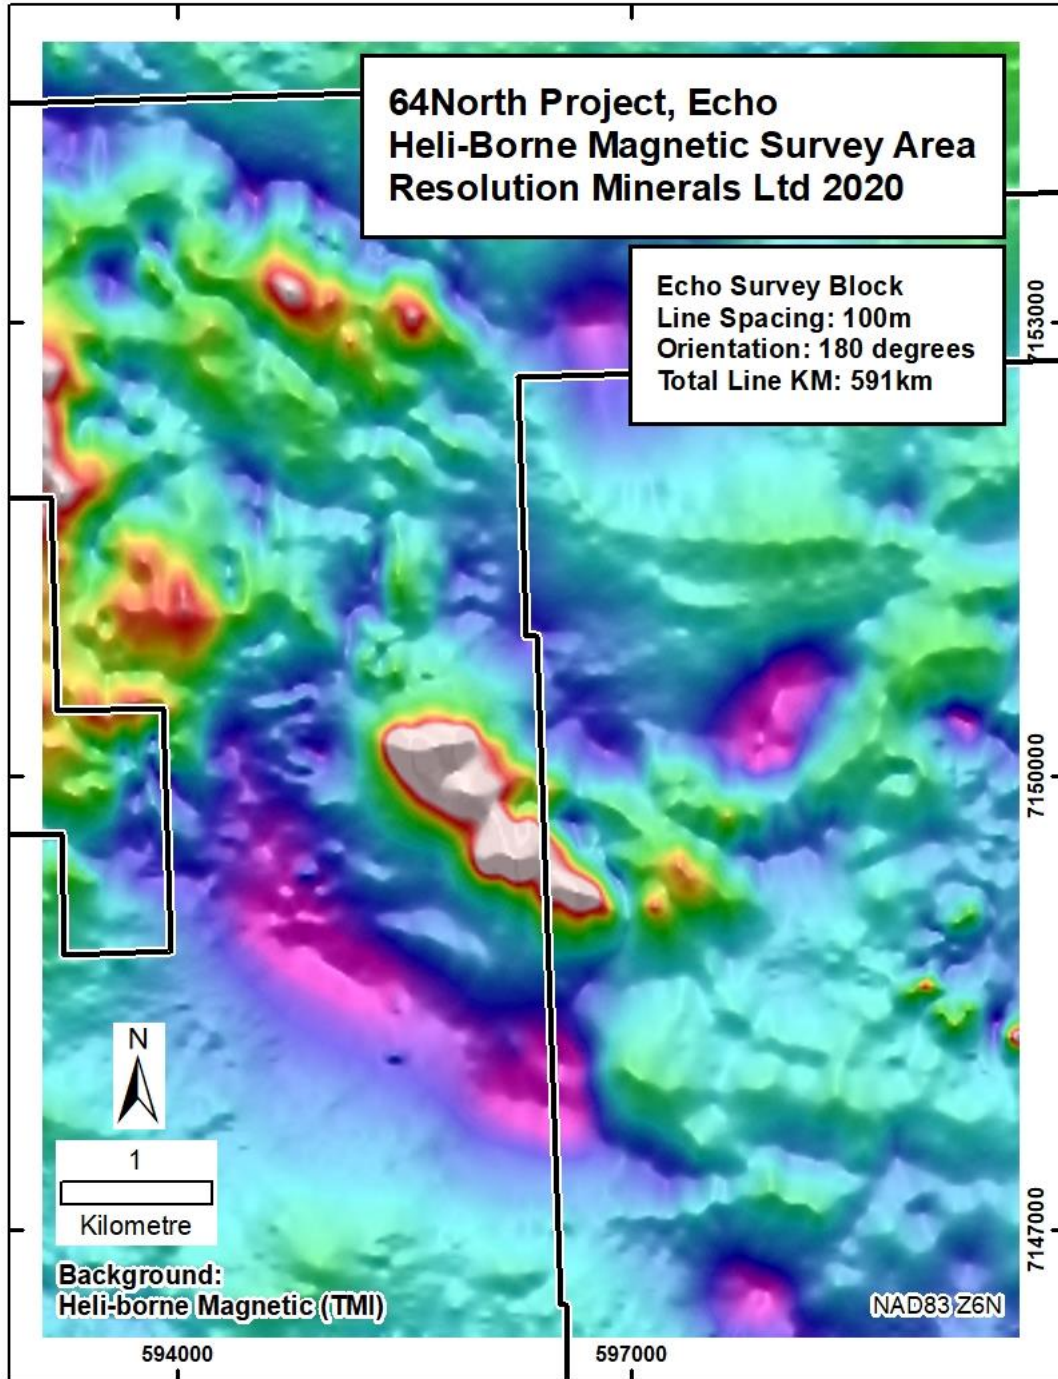 64North Project, Echo
Heli-Borne Magnetic Survey Area
Resolution Minerals Ltd 2020
Echo Survey Block
Line Spacing: 100m
Orientation: 180 degrees
Total Line KM: 591km
7153000
7150000
7147000
N
1
Kilometre
Background:
Heli-borne Magnetic (TMI)
NAD83 Z6N
594000
597000